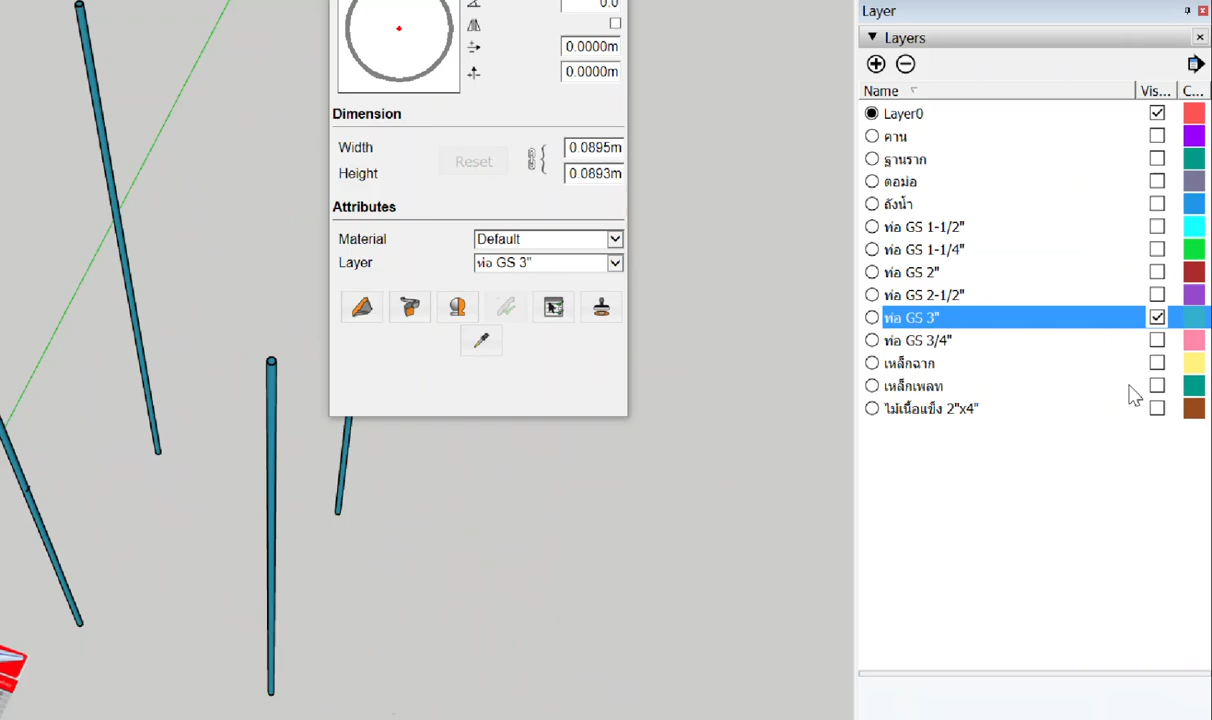 0.0
0.0000m
0.0000m
Dimension
Width
Reset
0.0895m
Height
0.0893m
Attributes
Material
Default
Layer
ท่อ GS 3"
Layer
Layers
Name
Vis...
C...
Layer0
คาน
ฐานราก
ตอม่อ
ถังน้ำ
ท่อ GS 1-1/2"
ท่อ GS 1-1/4"
ท่อ GS 2"
ท่อ GS 2-1/2"
ท่อ GS 3"
ท่อ GS 3/4"
เหล็กฉาก
เหล็กเพลท
ไม้เนื้อแข็ง 2"x4"